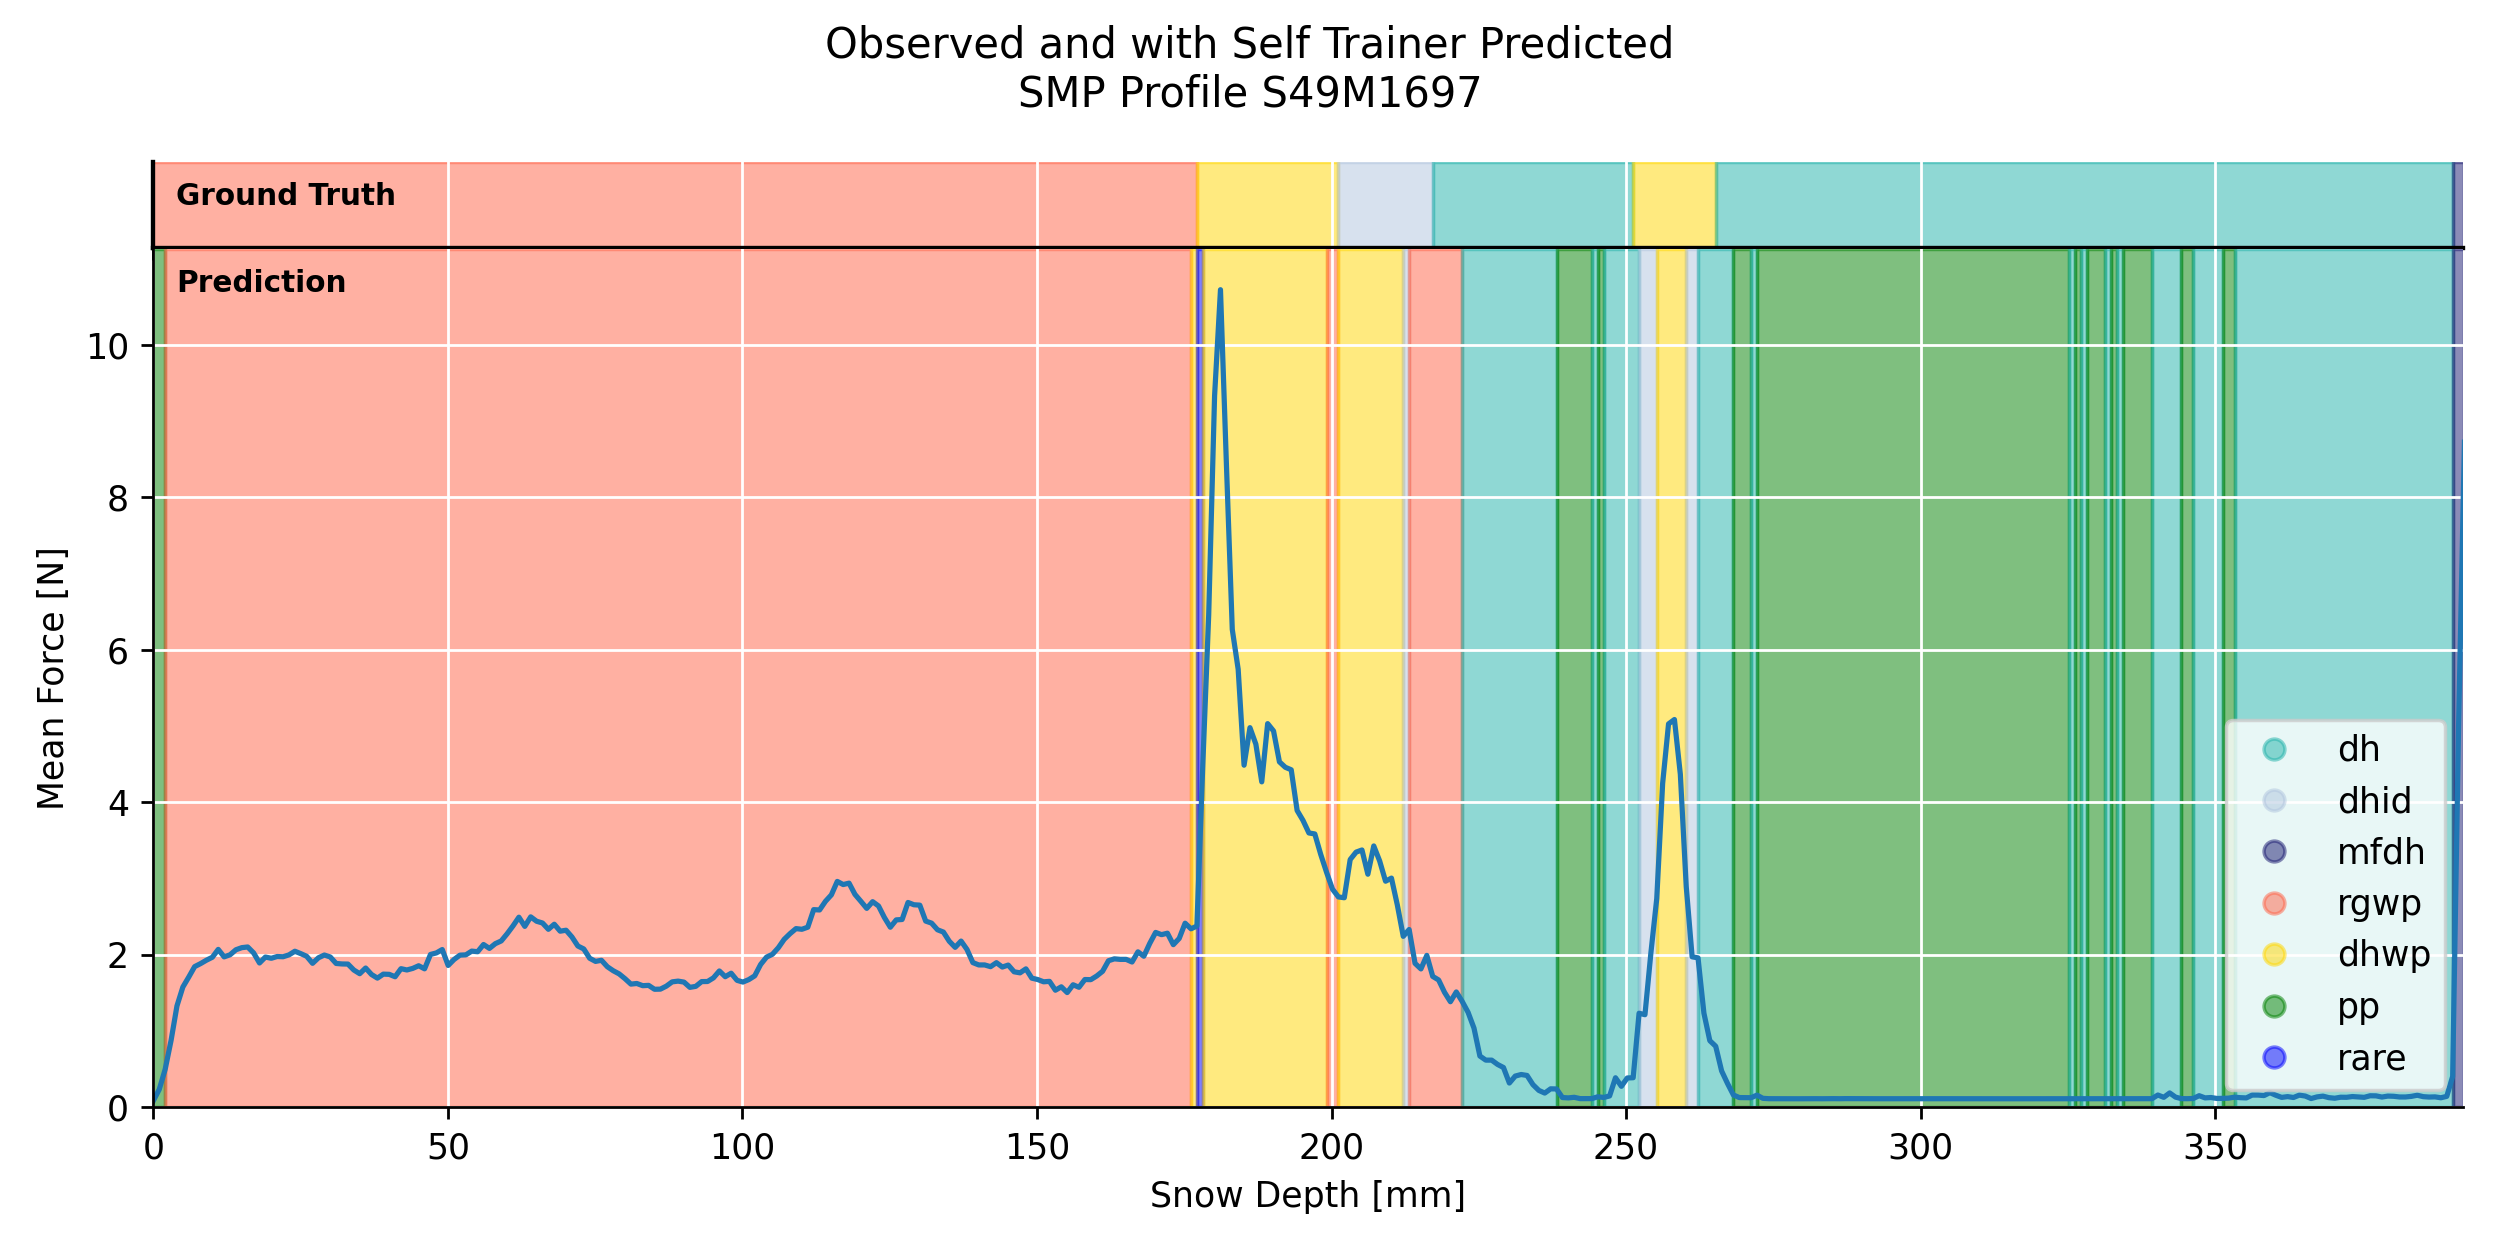 Observed and with Self Trainer Predicted
SMP Profile S49M1697
Ground Truth
Prediction
10
8
6
4
2
0
Mean Force [N]
0 50 100 150 200 250 300 350
Snow Depth [mm]
dh
dhid
mfdh
rgwp
dhwp
pp
rare